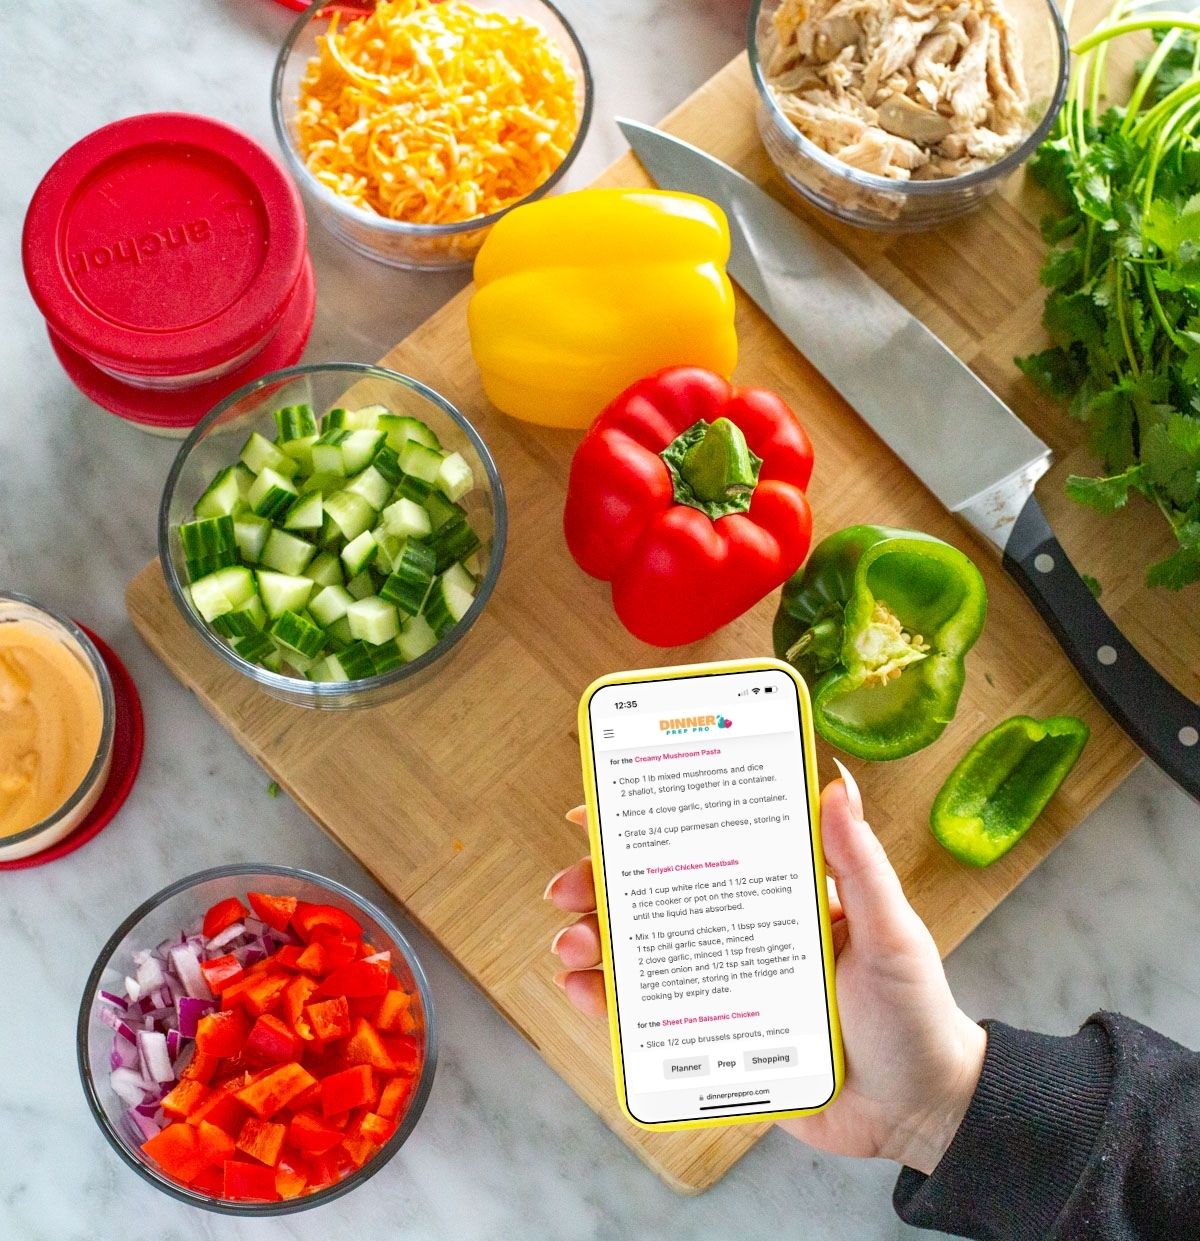 anchor
12:35
DINNER
PREP PRO
for the Creamy Mushroom Pasta
• Chop 1 lb mixed mushrooms and dice
2 shallot, storing together in a container.
• Mince 4 clove garlic, storing in a container.
• Grate 3/4 cup parmesan cheese, storing in
a container.
for the Teriyaki Chicken Meatballs
• Add 1 cup white rice and 1 1/2 cup water to
a rice cooker or pot on the stove, cooking
until the liquid has absorbed.
• Mix 1 lb ground chicken, 1 tbsp soy sauce,
1 tsp chili garlic sauce, minced
2 clove garlic, minced 1 tsp fresh ginger,
2 green onion and 1/2 tsp salt together in a
large container, storing in the fridge and
cooking by expiry date.
for the Sheet Pan Balsamic Chicken
• Slice 1/2 cup brussels sprouts, mince
Planner Prep Shopping
dinnerpreppro.com